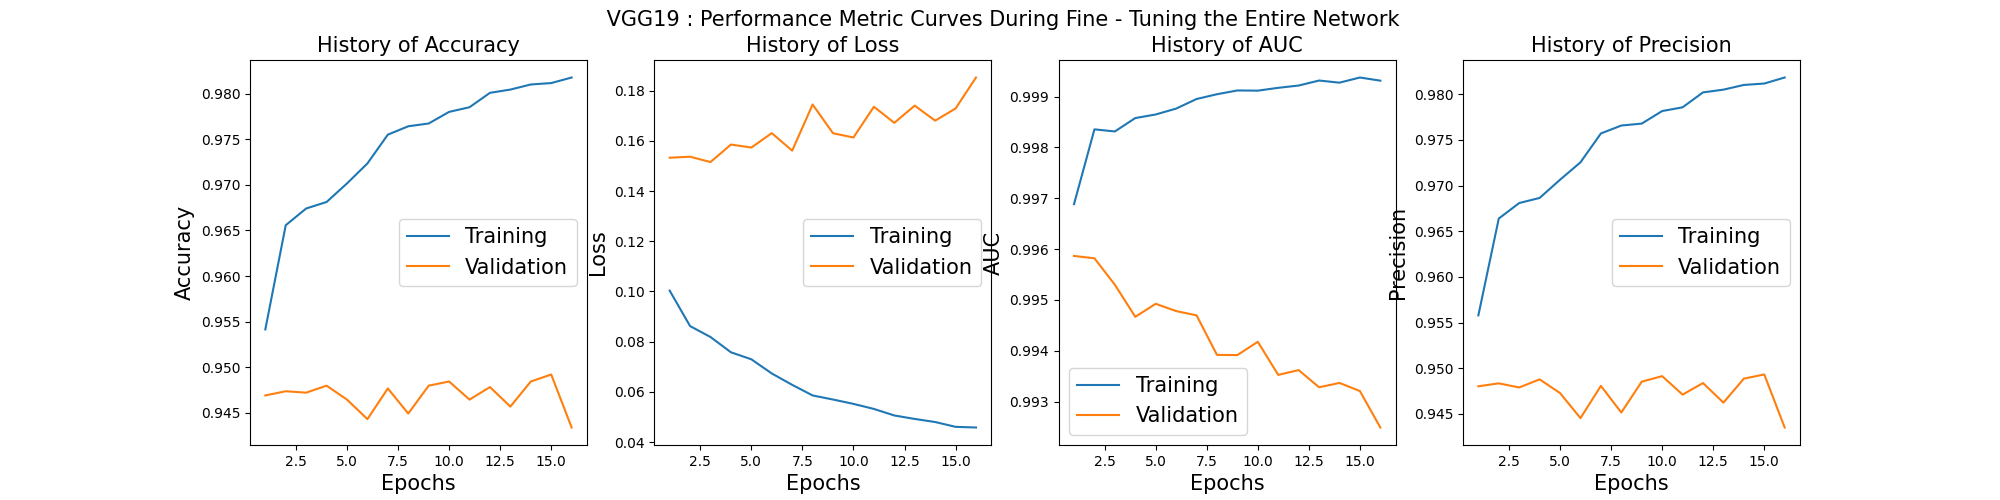 VGG19 : Performance Metric Curves During Fine - Tuning the Entire Network
History of Accuracy
Accuracy
0.980
0.975
0.970
0.965
0.960
0.955
0.950
0.945
Training
Validation
2.5 5.0 7.5 10.0 12.5 15.0
Epochs
History of Loss
Loss
0.18
0.16
0.14
0.12
0.10
0.08
0.06
0.04
Training
Validation
2.5 5.0 7.5 10.0 12.5 15.0
Epochs
History of AUC
AUC
0.999
0.998
0.997
0.996
0.995
0.994
0.993
Training
Validation
2.5 5.0 7.5 10.0 12.5 15.0
Epochs
History of Precision
Precision
0.980
0.975
0.970
0.965
0.960
0.955
0.950
0.945
Training
Validation
2.5 5.0 7.5 10.0 12.5 15.0
Epochs